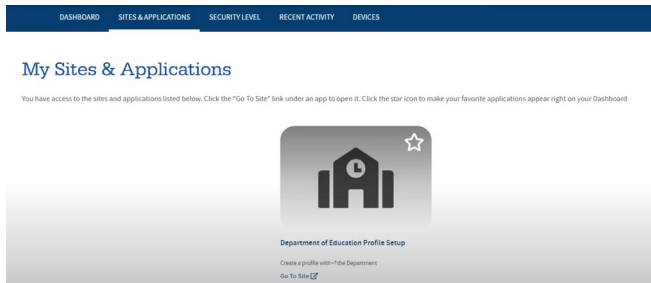 DASHBOARD SITES & APPLICATIONS SECURITY LEVEL RECENT ACTIVITY DEVICES
My Sites & Applications
You have access to the sites and applications listed below. Click the "Go To Site" link under an app to open it. Click the star icon to make your favorite applications appear right on your Dashboard
Department of Education Profile Setup
Create a profile with the Department
Go To Site